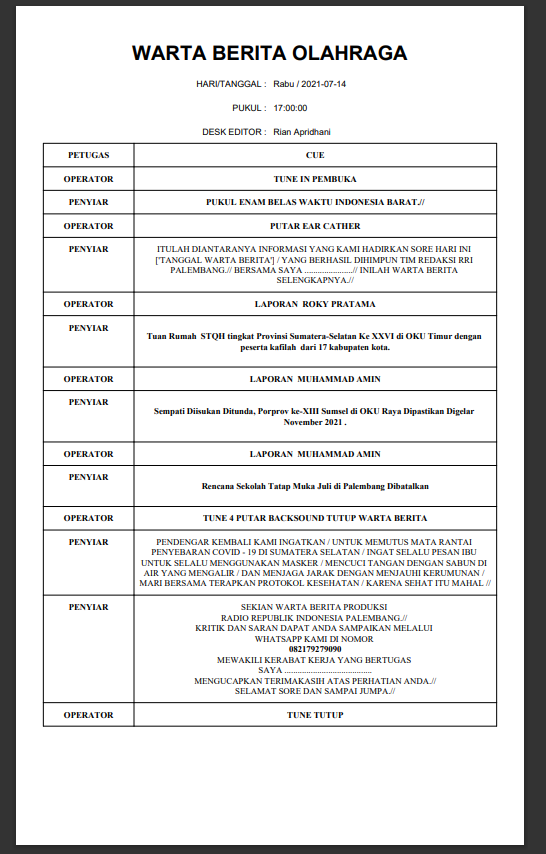 WARTA BERITA OLAHRAGA
HARI/TANGGAL : Rabu / 2021-07-14
PUKUL : 17:00:00
DESK EDITOR : Rian Apridhani
PETUGAS CUE
OPERATOR TUNE IN PEMBUKA
PENYIAR PUKUL ENAM BELAS WAKTU INDONESIA BARAT.//
OPERATOR PUTAR EAR CATHER
PENYIAR ITULAH DIANTARANYA INFORMASI YANG KAMI HADIRKAN SORE HARI INI
['TANGGAL WARTA BERITA'] / YANG BERHASIL DIHIMPUN TIM REDAKSI RRI
PALEMBANG.// BERSAMA SAYA ......................// INILAH WARTA BERITA
SELENGKAPNYA.//
OPERATOR LAPORAN ROKY PRATAMA
PENYIAR
Tuan Rumah STQH tingkat Provinsi Sumatera-Selatan Ke XXVI di OKU Timur dengan
peserta kafilah dari 17 kabupaten kota.
OPERATOR LAPORAN MUHAMMAD AMIN
PENYIAR
Sempati Diisukan Ditunda, Porprov ke-XIII Sumsel di OKU Raya Dipastikan Digelar
November 2021 .
OPERATOR LAPORAN MUHAMMAD AMIN
PENYIAR
Rencana Sekolah Tatap Muka Juli di Palembang Dibatalkan
OPERATOR TUNE 4 PUTAR BACKSOUND TUTUP WARTA BERITA
PENYIAR PENDENGAR KEMBALI KAMI INGATKAN / UNTUK MEMUTUS MATA RANTAI
PENYEBARAN COVID - 19 DI SUMATERA SELATAN / INGAT SELALU PESAN IBU
UNTUK SELALU MENGGUNAKAN MASKER / MENCUCI TANGAN DENGAN SABUN DI
AIR YANG MENGALIR / DAN MENJAGA JARAK DENGAN MENJAUHI KERUMUNAN /
MARI BERSAMA TERAPKAN PROTOKOL KESEHATAN / KARENA SEHAT ITU MAHAL //
PENYIAR SEKIAN WARTA BERITA PRODUKSI
RADIO REPUBLIK INDONESIA PALEMBANG.//
KRITIK DAN SARAN DAPAT ANDA SAMPAIKAN MELALUI
WHATSAPP KAMI DI NOMOR
082179279090
MEWAKILI KERABAT KERJA YANG BERTUGAS
SAYA .......................................
MENGUCAPKAN TERIMAKASIH ATAS PERHATIAN ANDA.//
SELAMAT SORE DAN SAMPAI JUMPA.//
OPERATOR TUNE TUTUP